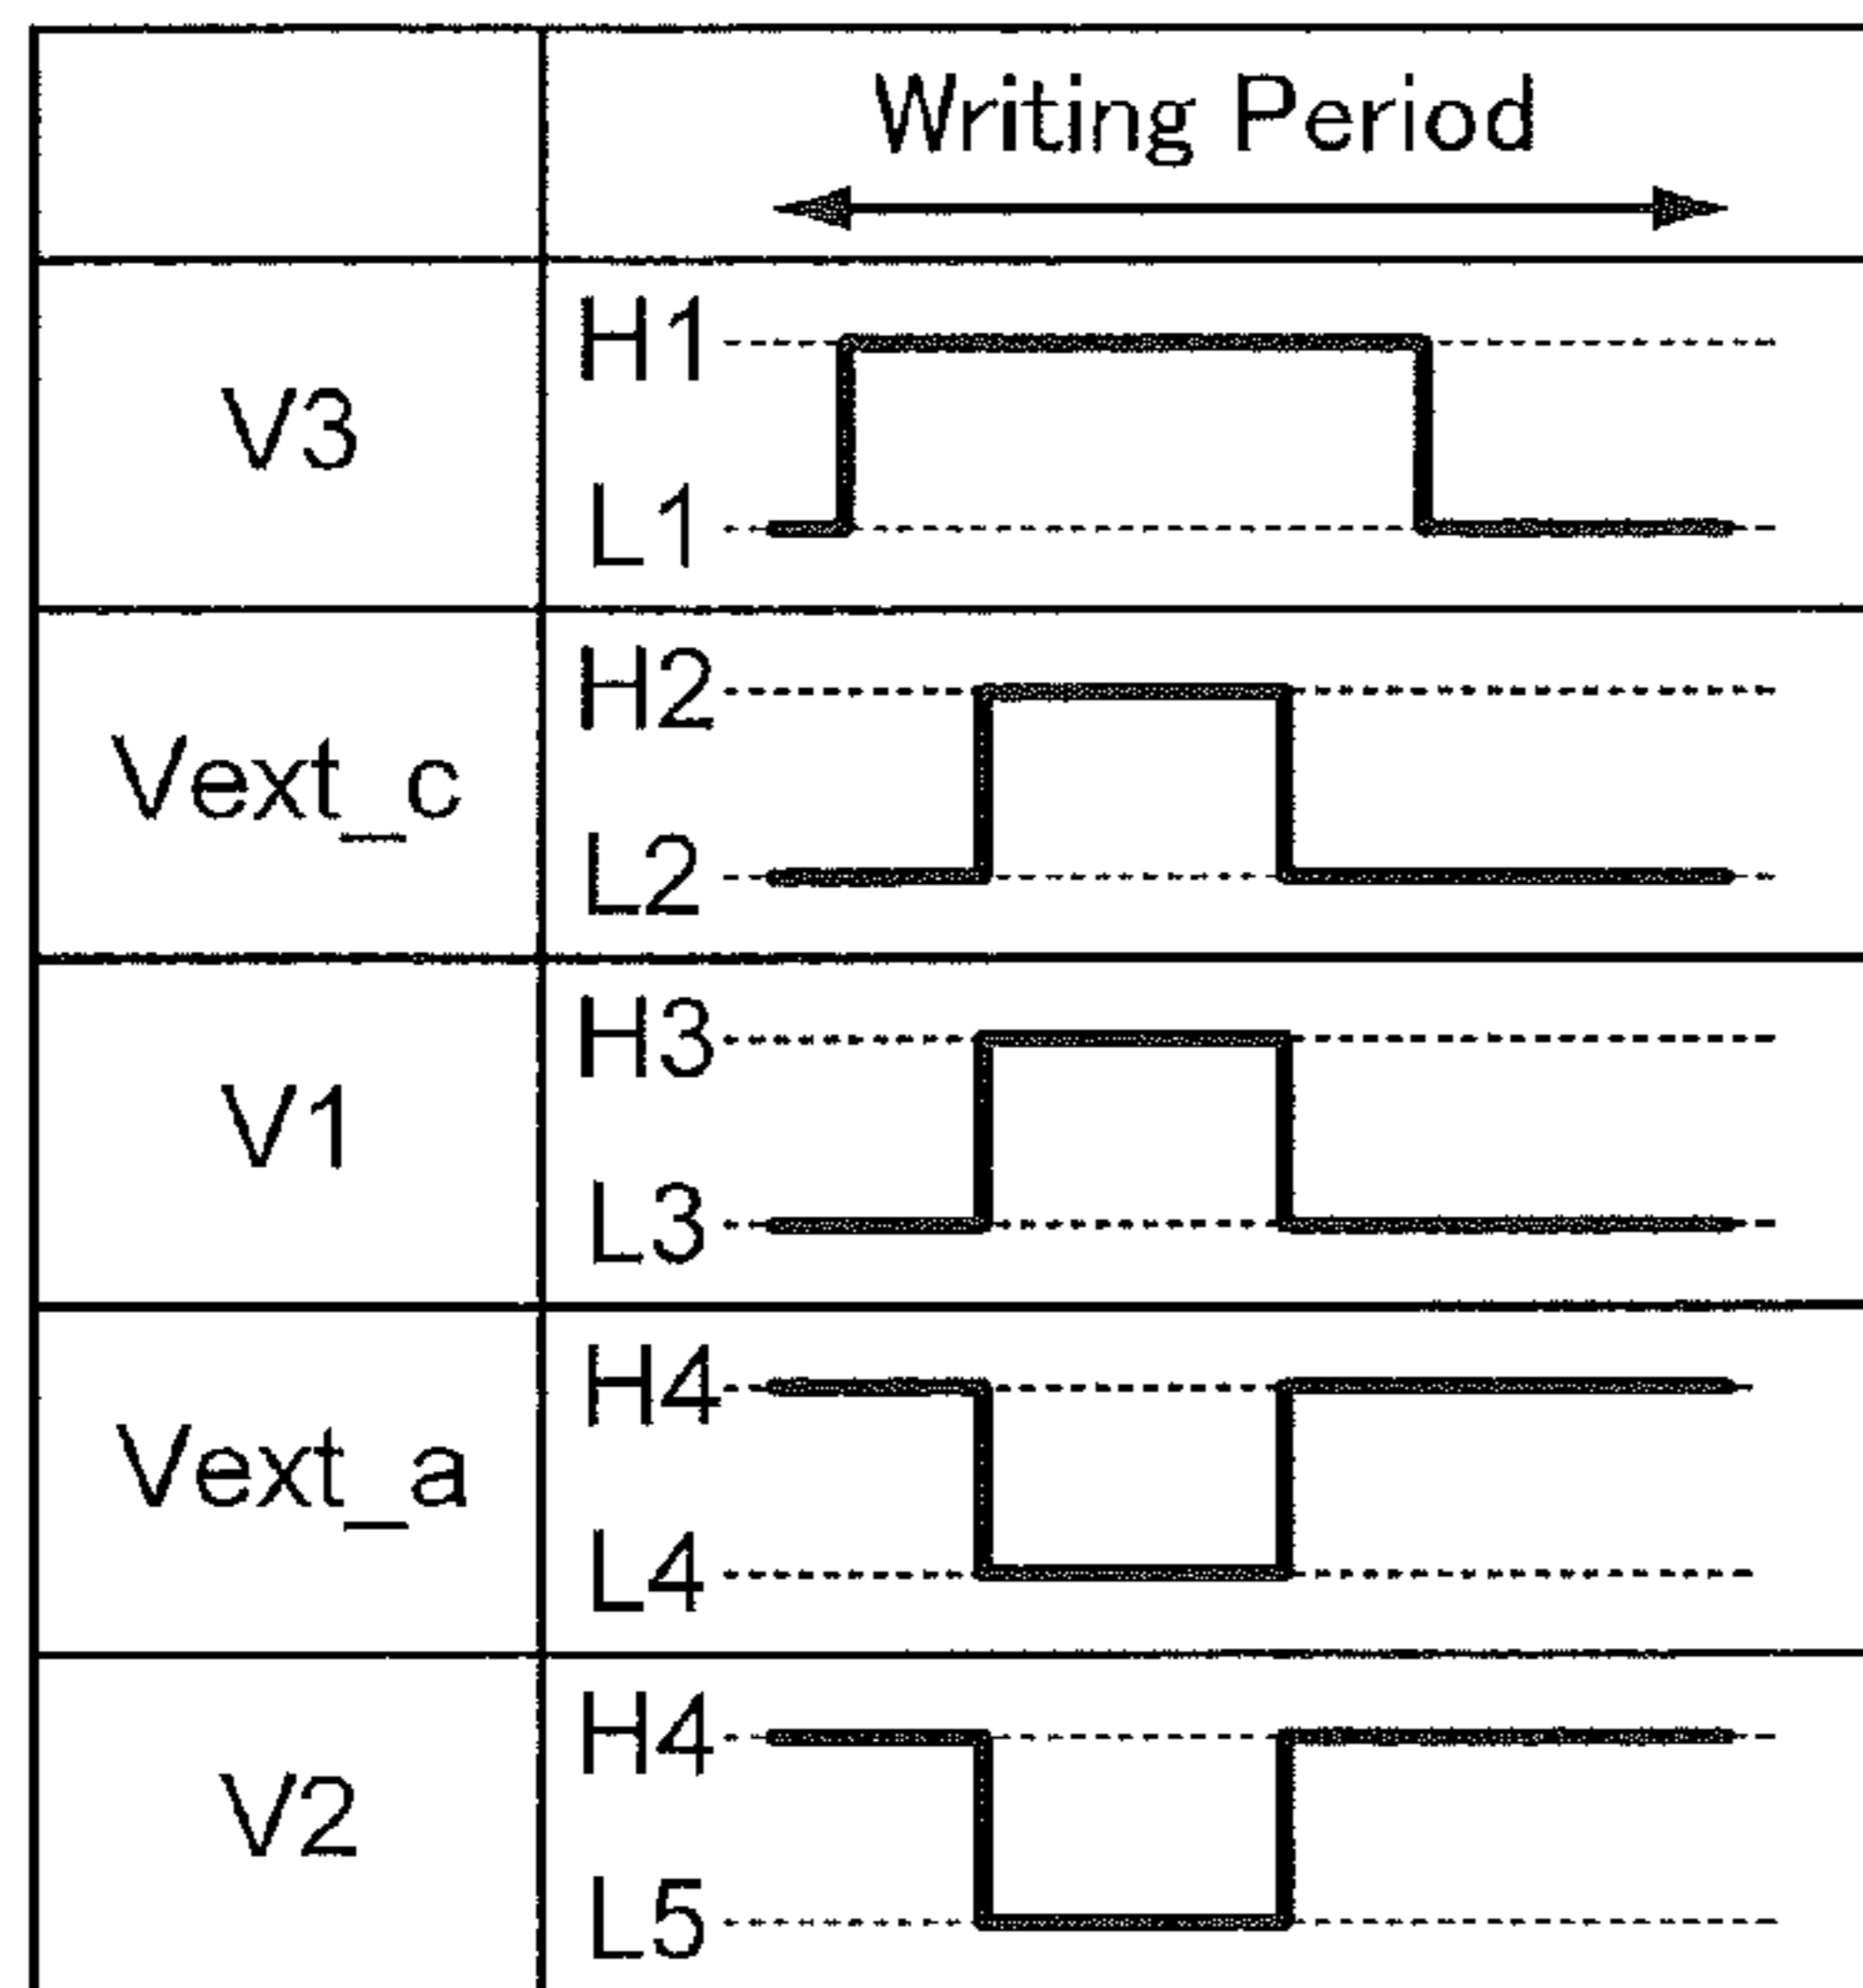 Writing Period
V3
H1
L1
Vext_c
H2
L2
V1
H3
L3
Vext_a
H4
L4
V2
H4
L5